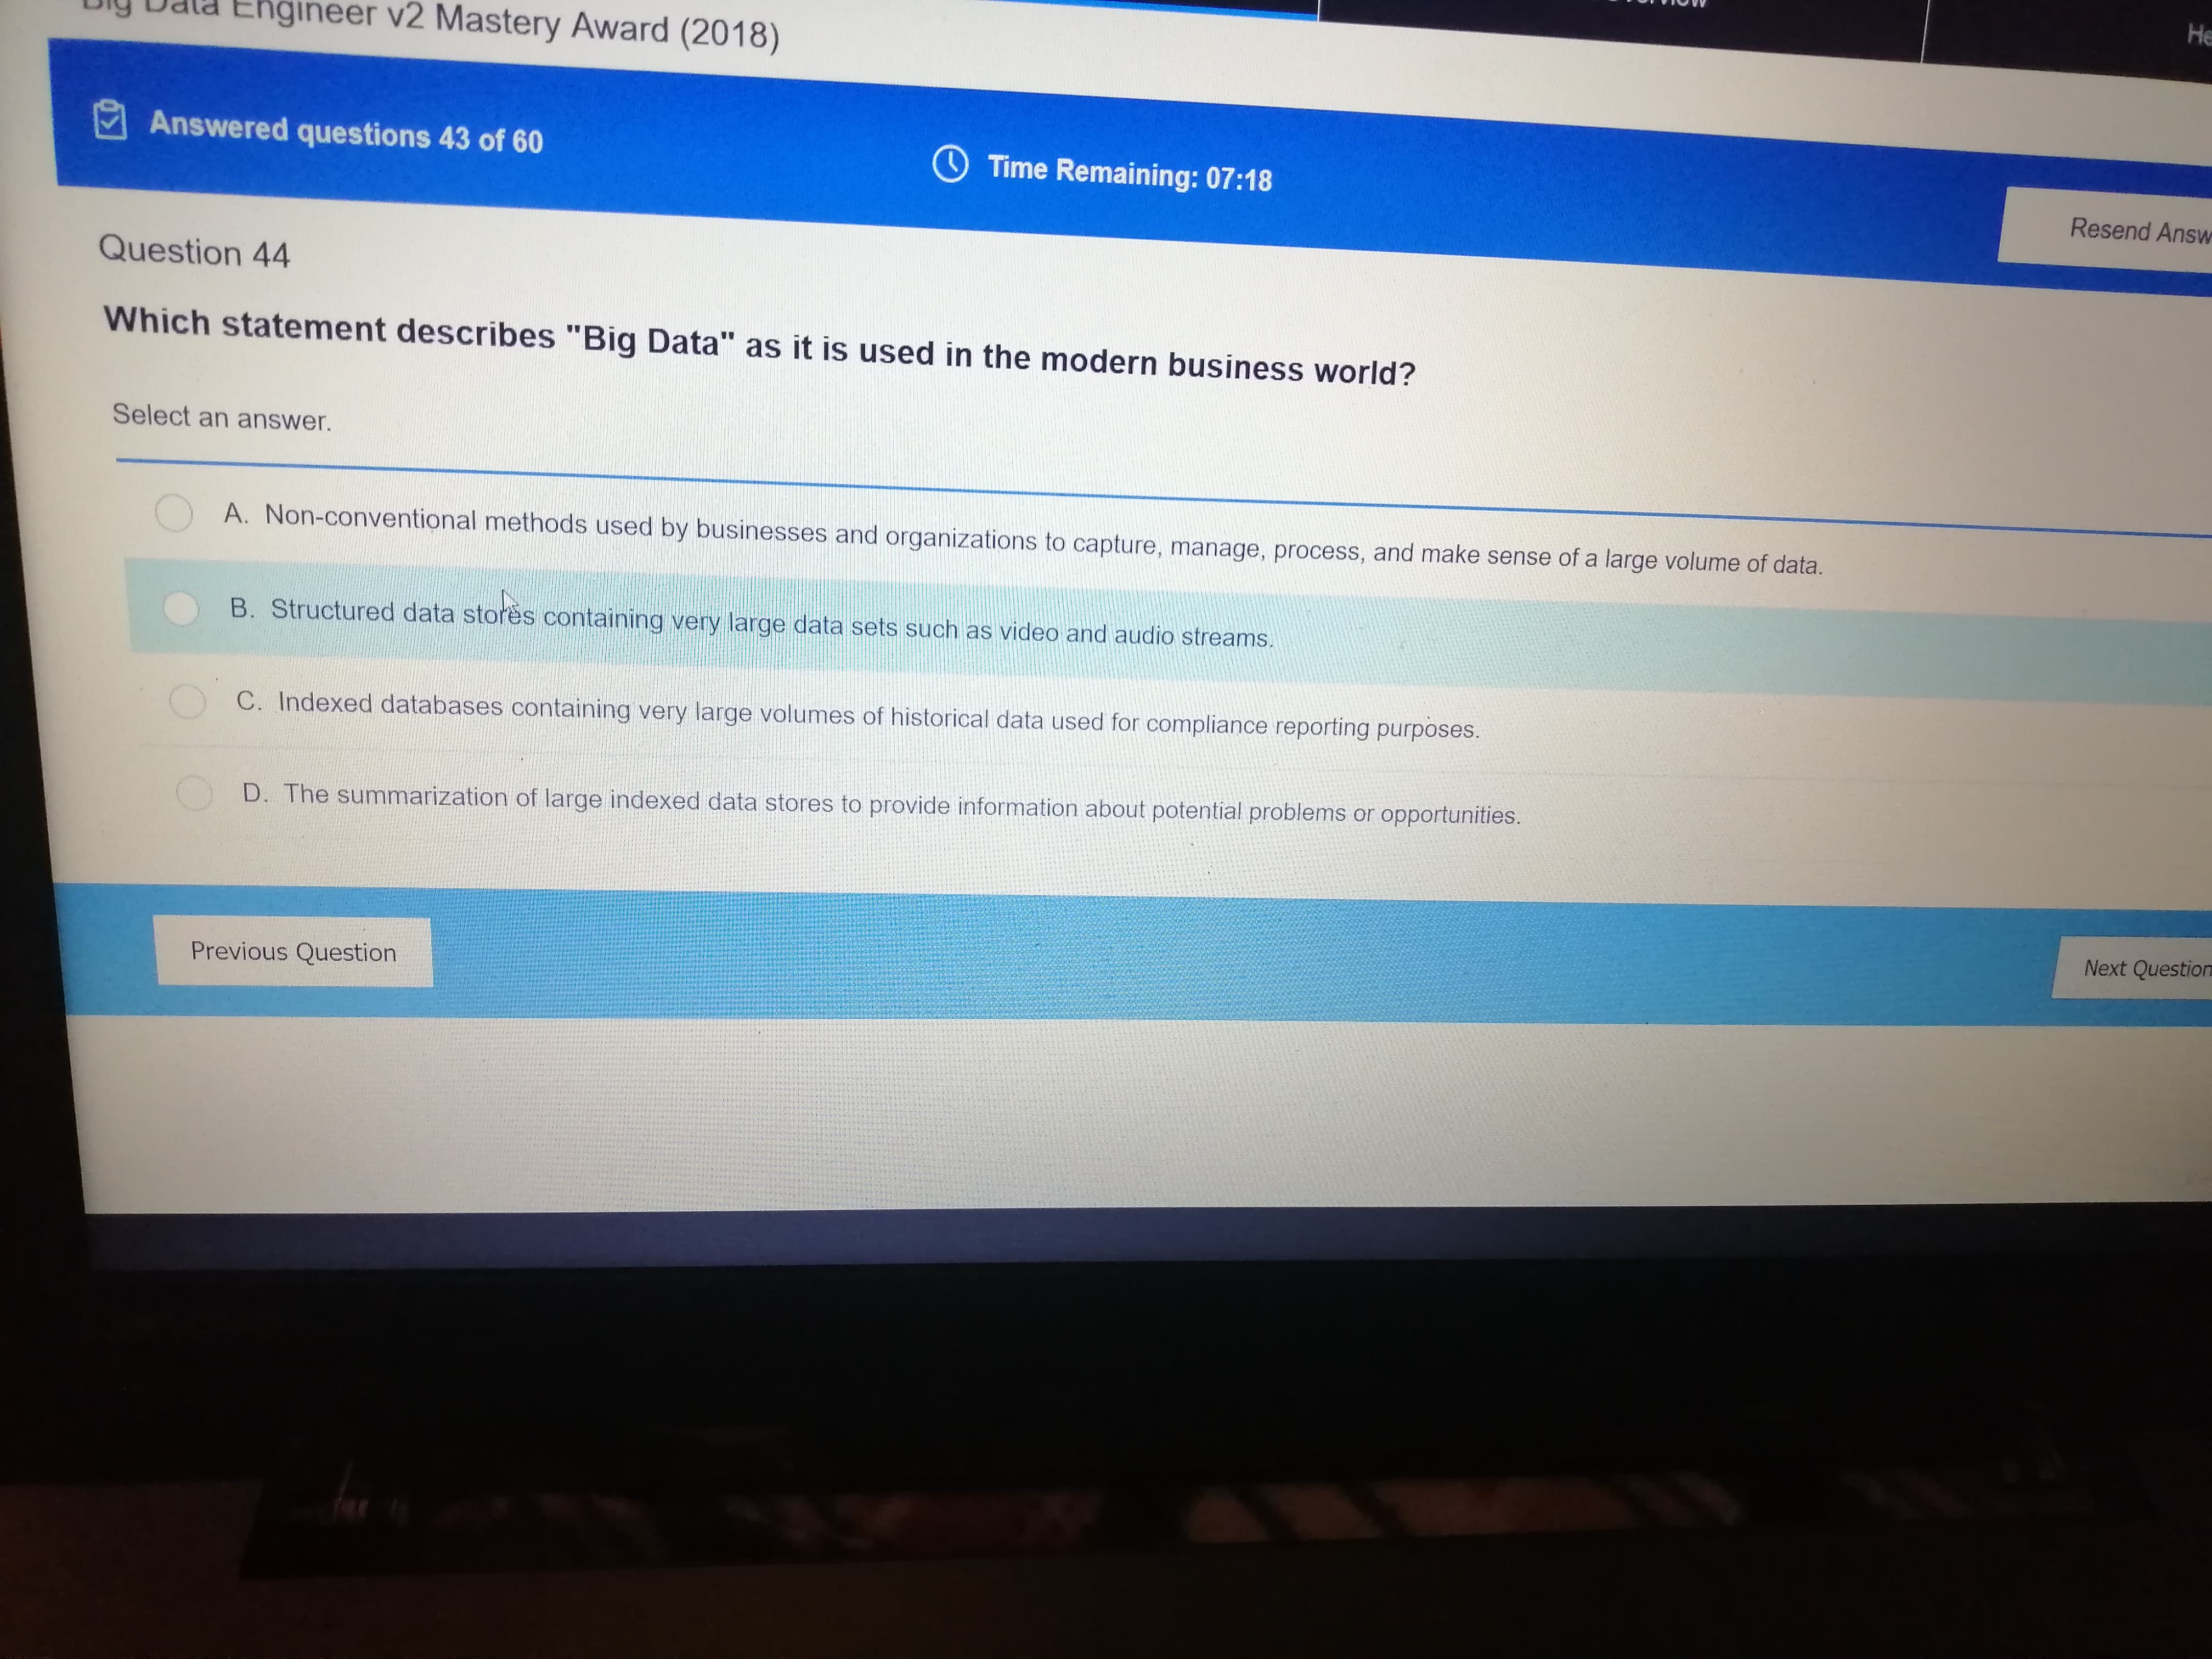 Big Data Engineer v2 Mastery Award (2018)
He
Answered questions 43 of 60
Time Remaining: 07:18
Resend Answ
Question 44
Which statement describes "Big Data" as it is used in the modern business world?
Select an answer.
A. Non-conventional methods used by businesses and organizations to capture, manage, process, and make sense of a large volume of data.
B. Structured data stores containing very large data sets such as video and audio streams.
C. Indexed databases containing very large volumes of historical data used for compliance reporting purposes.
D. The summarization of large indexed data stores to provide information about potential problems or opportunities.
Previous Question
Next Question